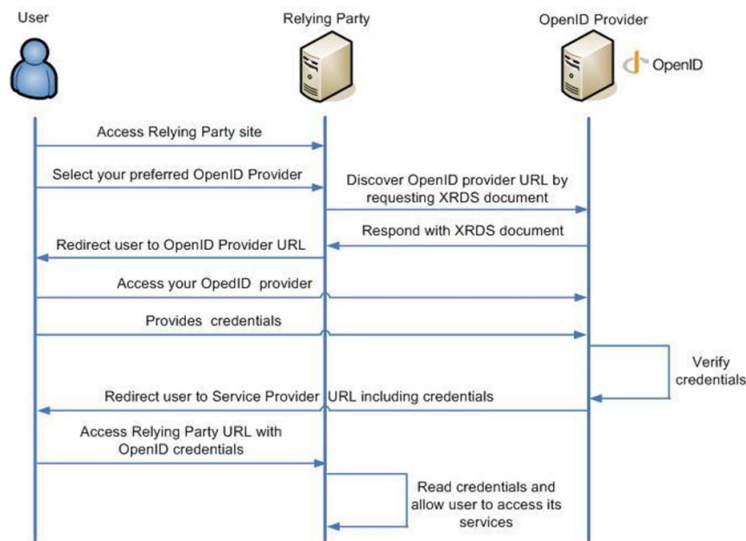 User
Relying Party
OpenID Provider
OpenID
Access Relying Party site
Select your preferred OpenID Provider
Discover OpenID provider URL by
requesting XRDS document
Respond with XRDS document
Redirect user to OpenID Provider URL
Access your OpedID provider
Provides credentials
Verify
credentials
Redirect user to Service Provider URL including credentials
Access Relying Party URL with
OpenID credentials
Read credentials and
allow user to access its
services